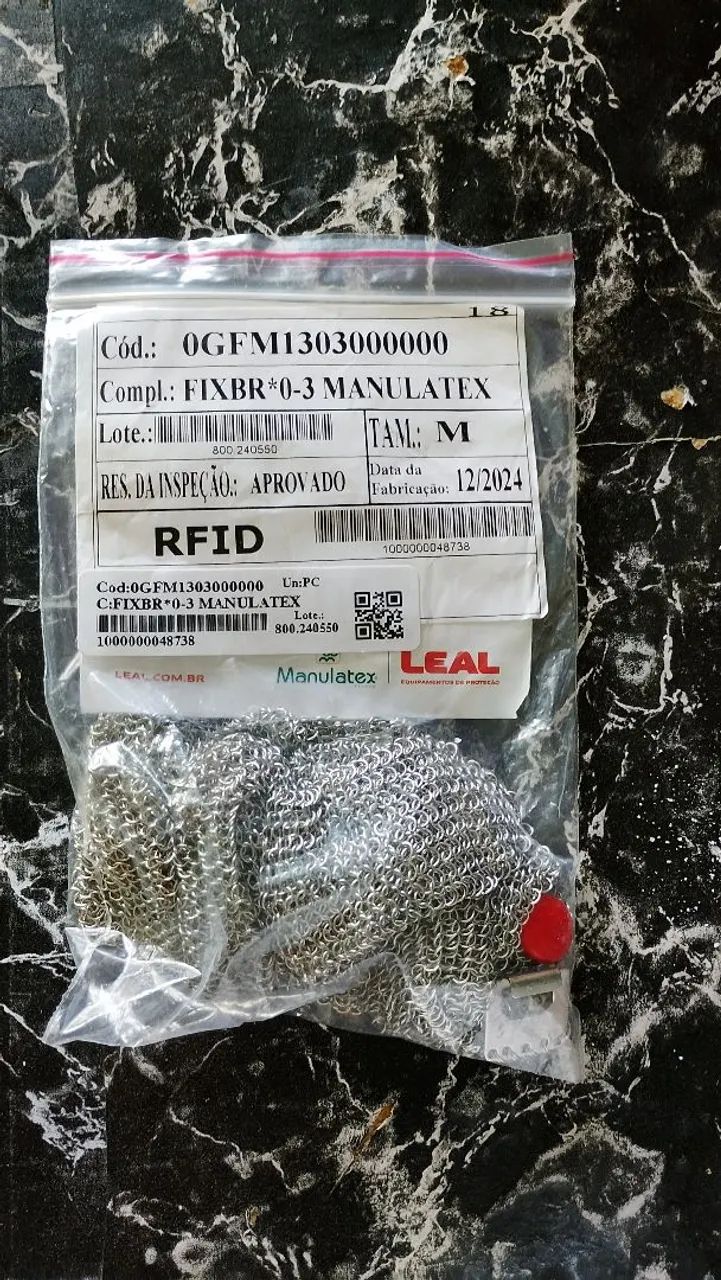 18
Cód.: 0GFM1303000000
Compl.: FIXBR*0-3 MANULATEX
Lote.: 800.240550 TAM.: M
RES. DA INSPEÇÃO.: APROVADO Data da Fabricação: 12/2024
RFID 1000000048738
Cod:0GFM1303000000 Un:PC
C:FIXBR*0-3 MANULATEX
Lote.:
800.240550
1000000048738
LEAL.COM.BR Manulatex LEAL
EQUIPAMENTOS DE PROTEÇÃO